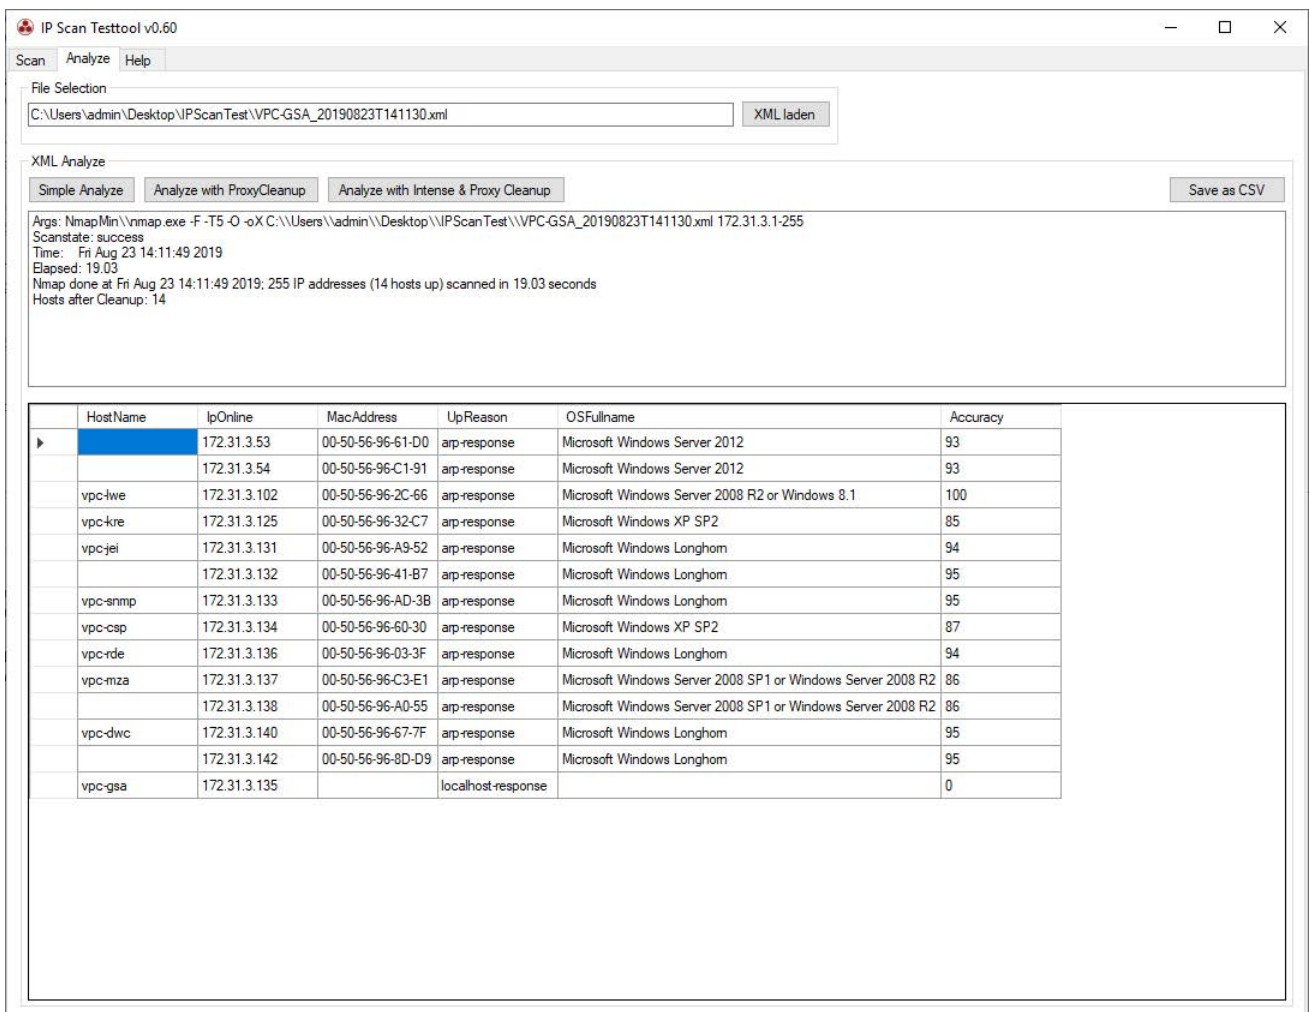 IP Scan Testtool v0.60
Scan Analyze Help
File Selection
C:\Users\admin\Desktop\IPScanTest\VPC-GSA_20190823T141130.xml XML laden
XML Analyze
Simple Analyze Analyze with ProxyCleanup Analyze with Intense & Proxy Cleanup Save as CSV
Args: NmapMin\\nmap.exe -F -T5 -O -oX C:\\Users\\admin\\Desktop\\IPScanTest\\VPC-GSA_20190823T141130.xml 172.31.3.1-255
Scanstate: success
Time: Fri Aug 23 14:11:49 2019
Elapsed: 19.03
Nmap done at Fri Aug 23 14:11:49 2019; 255 IP addresses (14 hosts up) scanned in 19.03 seconds
Hosts after Cleanup: 14
HostName IpOnline MacAddress UpReason OSFullname Accuracy
172.31.3.53 00-50-56-96-61-D0 arp-response Microsoft Windows Server 2012 93
172.31.3.54 00-50-56-96-C1-91 arp-response Microsoft Windows Server 2012 93
vpc-lwe 172.31.3.102 00-50-56-96-2C-66 arp-response Microsoft Windows Server 2008 R2 or Windows 8.1 100
vpc-kre 172.31.3.125 00-50-56-96-32-C7 arp-response Microsoft Windows XP SP2 85
vpc-jei 172.31.3.131 00-50-56-96-A9-52 arp-response Microsoft Windows Longhorn 94
172.31.3.132 00-50-56-96-41-B7 arp-response Microsoft Windows Longhorn 95
vpc-snmp 172.31.3.133 00-50-56-96-AD-3B arp-response Microsoft Windows Longhorn 95
vpc-csp 172.31.3.134 00-50-56-96-60-30 arp-response Microsoft Windows XP SP2 87
vpc-rde 172.31.3.136 00-50-56-96-03-3F arp-response Microsoft Windows Longhorn 94
vpc-mza 172.31.3.137 00-50-56-96-C3-E1 arp-response Microsoft Windows Server 2008 SP1 or Windows Server 2008 R2 86
172.31.3.138 00-50-56-96-A0-55 arp-response Microsoft Windows Server 2008 SP1 or Windows Server 2008 R2 86
vpc-dwc 172.31.3.140 00-50-56-96-67-7F arp-response Microsoft Windows Longhorn 95
172.31.3.142 00-50-56-96-8D-D9 arp-response Microsoft Windows Longhorn 95
vpc-gsa 172.31.3.135 localhost-response 0